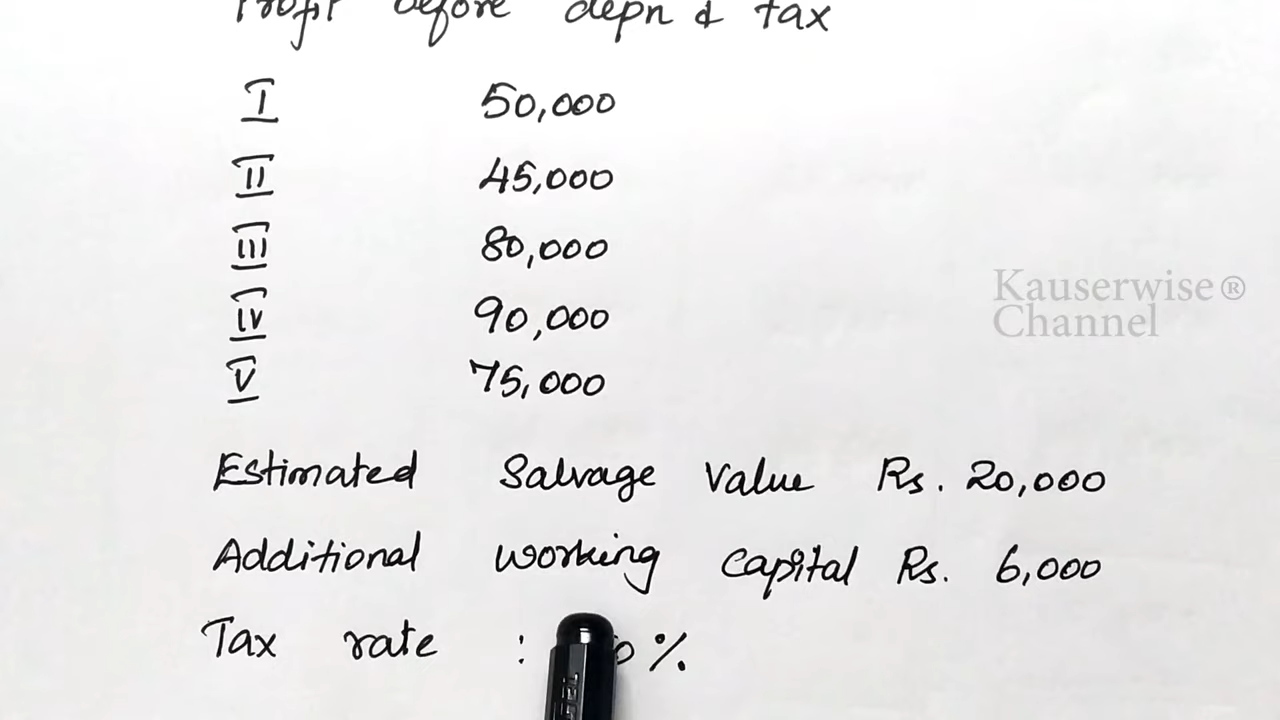 Profit before depn & tax
I 50,000
II 45,000
III 80,000
IV 90,000
V 75,000
Kauserwise®
Channel
Estimated Salvage Value Rs. 20,000
Additional working capital Rs. 6,000
Tax rate : %